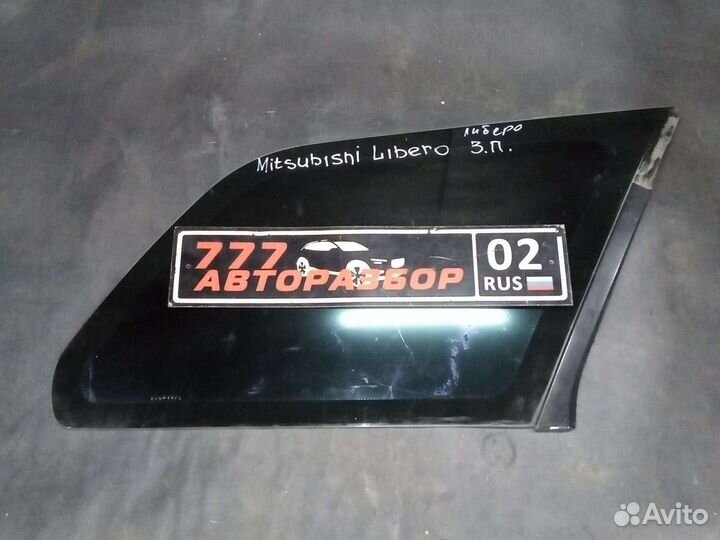 либеро
Mitsubishi Libero З.П.
777
АВТОРАЗБОР
02
RUS
Avito